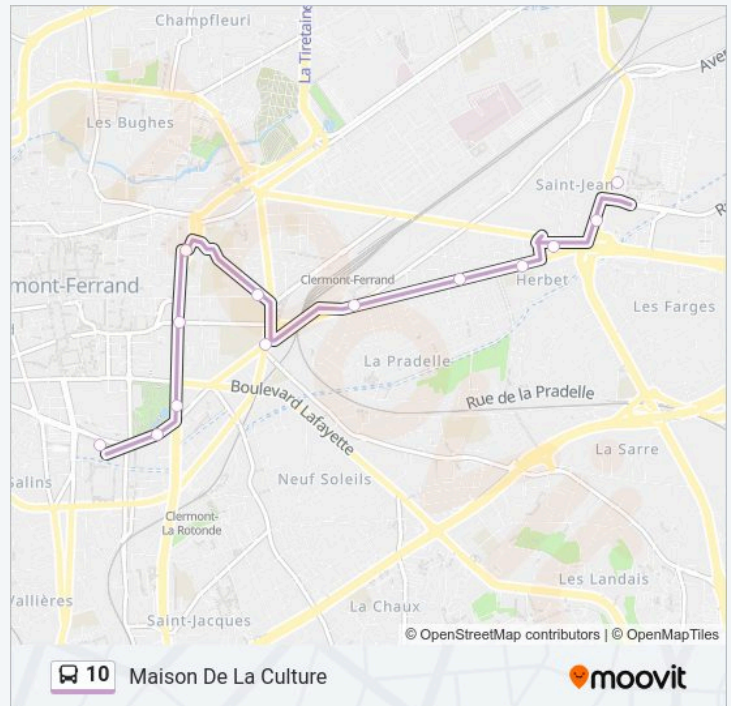 Champfleuri
La Tiretaine
Ave
Les Bughes
Saint-Jean
R
Clermont-Ferrand
mont-Ferrand
Herbet
Les Farges
La Pradelle
Boulevard Lafayette
Rue de la Pradelle
La Sarre
Salins
Neuf Soleils
Clermont-
La Rotonde
Les Landais
Vallières
La Chaux
Saint-Jacques
© OpenStreetMap contributors | © OpenMapTiles
10 Maison De La Culture
moovit